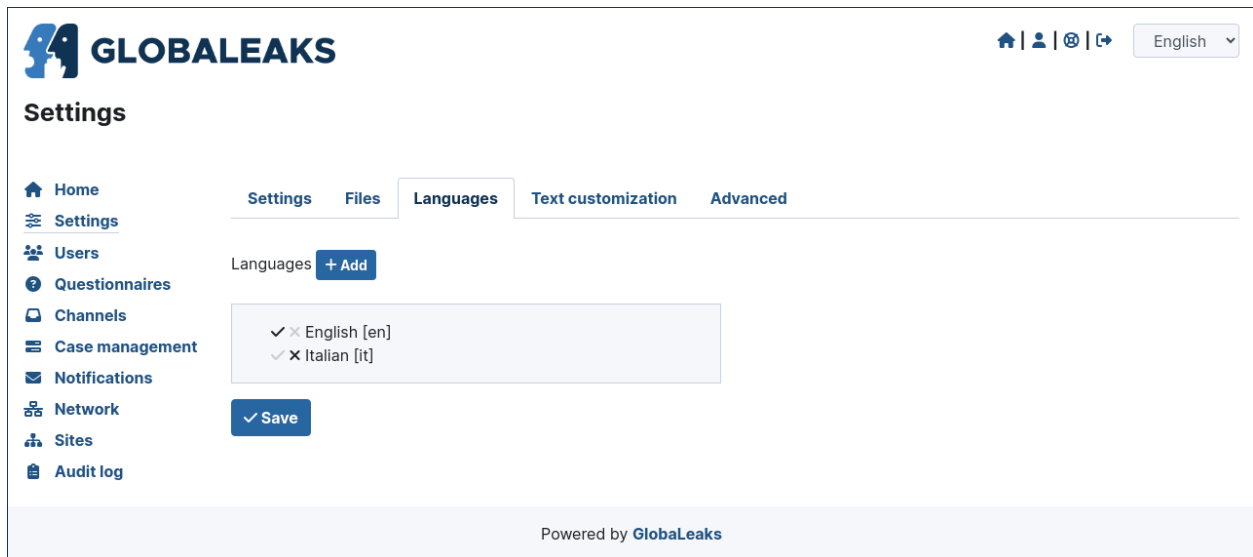 GLOBALEAKS
English
Settings
Home
Settings
Users
Questionnaires
Channels
Case management
Notifications
Network
Sites
Audit log
Settings Files Languages Text customization Advanced
Languages + Add
English [en]
Italian [it]
Save
Powered by GlobaLeaks